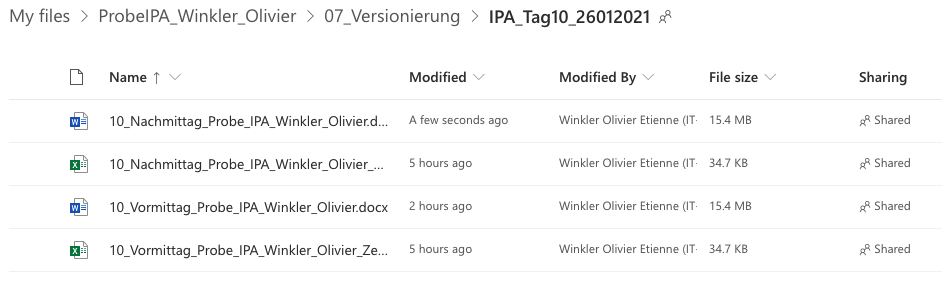 My files > ProbeIPA_Winkler_Olivier > 07_Versionierung > IPA_Tag10_26012021
Name ↑ Modified Modified By File size Sharing
10_Nachmittag_Probe_IPA_Winkler_Olivier.d... A few seconds ago Winkler Olivier Etienne (IT- 15.4 MB Shared
10_Nachmittag_Probe_IPA_Winkler_Olivier_... 5 hours ago Winkler Olivier Etienne (IT- 34.7 KB Shared
10_Vormittag_Probe_IPA_Winkler_Olivier.docx 2 hours ago Winkler Olivier Etienne (IT- 15.4 MB Shared
10_Vormittag_Probe_IPA_Winkler_Olivier_Ze... 5 hours ago Winkler Olivier Etienne (IT- 34.7 KB Shared